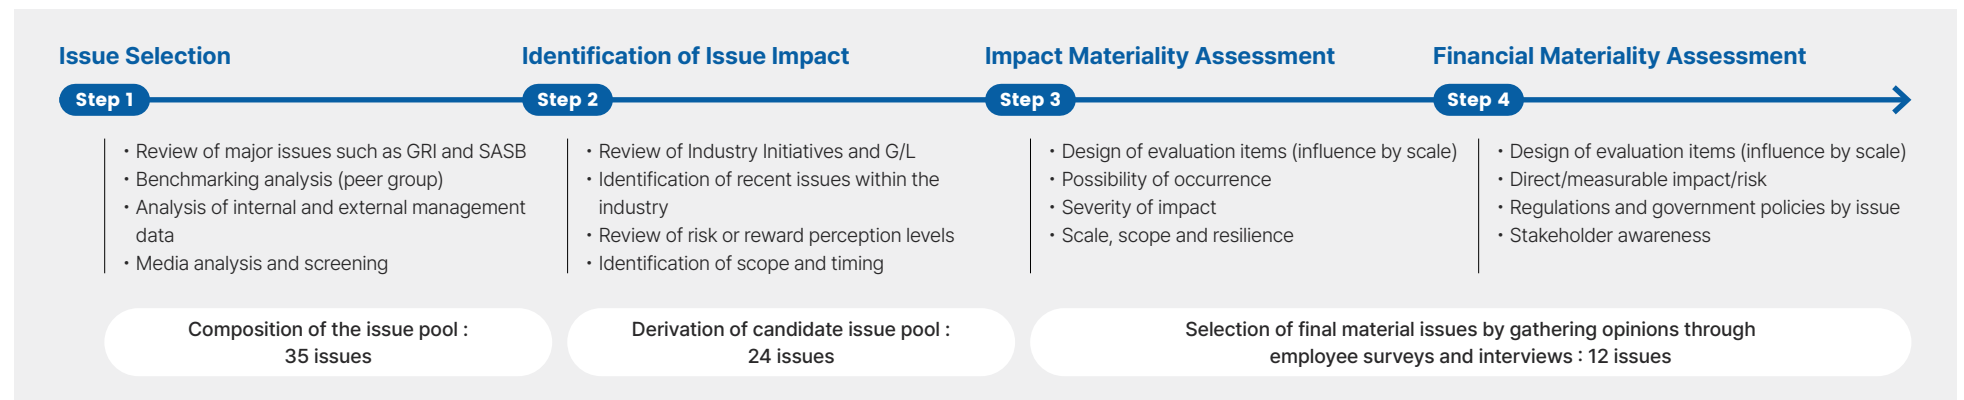 Issue Selection
Step 1
• Review of major issues such as GRI and SASB
• Benchmarking analysis (peer group)
• Analysis of internal and external management
data
• Media analysis and screening
Composition of the issue pool :
35 issues
Identification of Issue Impact
Step 2
• Review of Industry Initiatives and G/L
• Identification of recent issues within the
industry
• Review of risk or reward perception levels
• Identification of scope and timing
Derivation of candidate issue pool :
24 issues
Impact Materiality Assessment
Step 3
• Design of evaluation items (influence by scale)
• Possibility of occurrence
• Severity of impact
• Scale, scope and resilience
Financial Materiality Assessment
Step 4
• Design of evaluation items (influence by scale)
• Direct/measurable impact/risk
• Regulations and government policies by issue
• Stakeholder awareness
Selection of final material issues by gathering opinions through
employee surveys and interviews : 12 issues